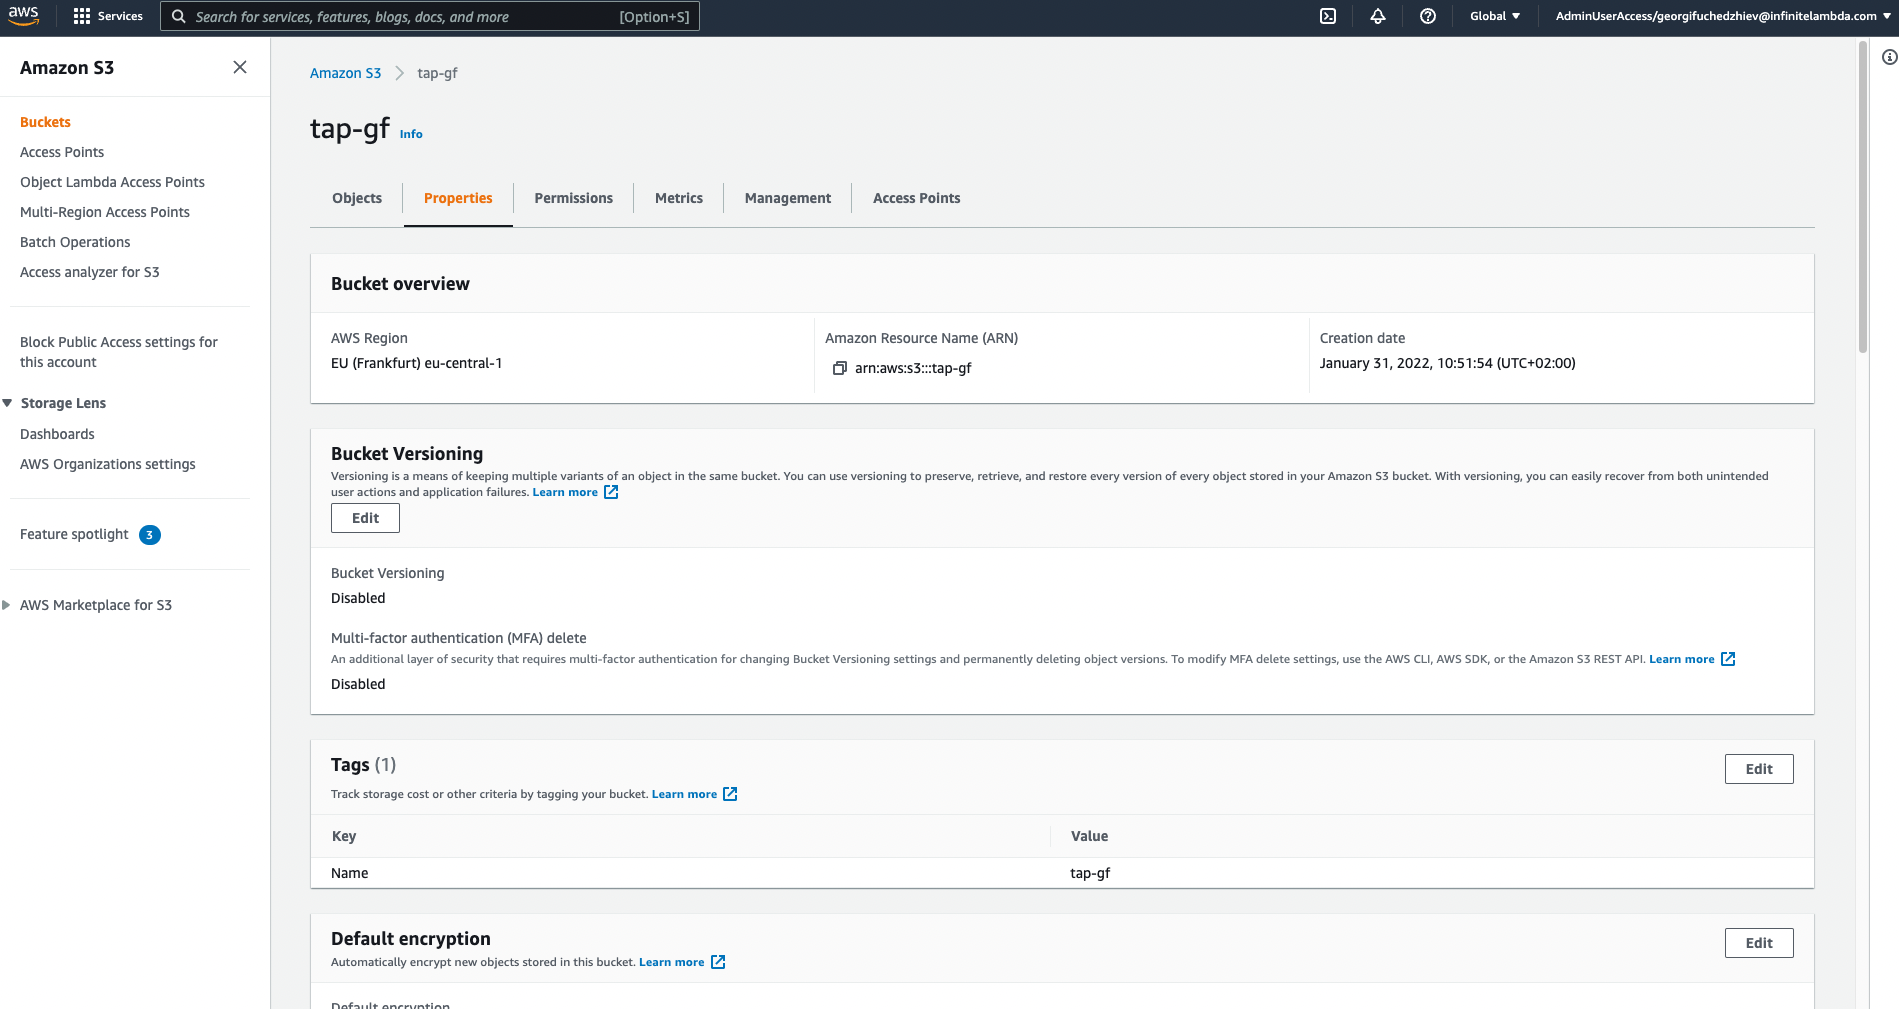 aws
Services
Search for services, features, blogs, docs, and more
[Option+S]
Global
AdminUserAccess/georgifuchedzhiev@infinitelambda.com
Amazon S3
Buckets
Access Points
Object Lambda Access Points
Multi-Region Access Points
Batch Operations
Access analyzer for S3
Block Public Access settings for
this account
Storage Lens
Dashboards
AWS Organizations settings
Feature spotlight 3
AWS Marketplace for S3
Amazon S3 > tap-gf
tap-gf Info
Objects
Properties
Permissions
Metrics
Management
Access Points
Bucket overview
AWS Region
EU (Frankfurt) eu-central-1
Amazon Resource Name (ARN)
arn:aws:s3:::tap-gf
Creation date
January 31, 2022, 10:51:54 (UTC+02:00)
Bucket Versioning
Versioning is a means of keeping multiple variants of an object in the same bucket. You can use versioning to preserve, retrieve, and restore every version of every object stored in your Amazon S3 bucket. With versioning, you can easily recover from both unintended
user actions and application failures. Learn more
Edit
Bucket Versioning
Disabled
Multi-factor authentication (MFA) delete
An additional layer of security that requires multi-factor authentication for changing Bucket Versioning settings and permanently deleting object versions. To modify MFA delete settings, use the AWS CLI, AWS SDK, or the Amazon S3 REST API. Learn more
Disabled
Tags (1)
Edit
Track storage cost or other criteria by tagging your bucket. Learn more
Key
Value
Name
tap-gf
Default encryption
Edit
Automatically encrypt new objects stored in this bucket. Learn more
Default encryption